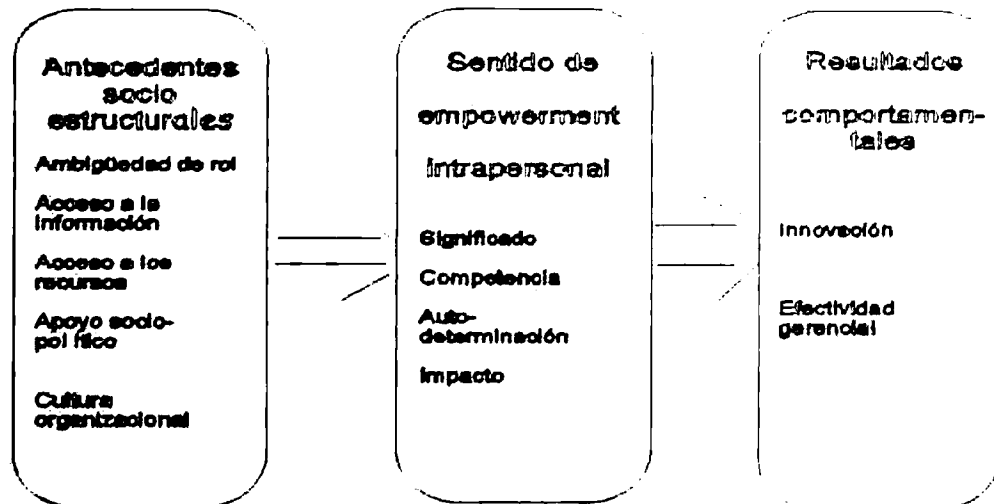 Antecedentes
socio
estructurales
Ambigüedad de rol
Acceso a la
información
Acceso a los
recursos
Apoyo socio-
político
Cultura
organizacional
Sentido de
empowerment
intrapersonal
Significado
Competencia
Auto-
determinación
Impacto
Resultados
comportamen-
tales
Innovación
Efectividad
gerencial